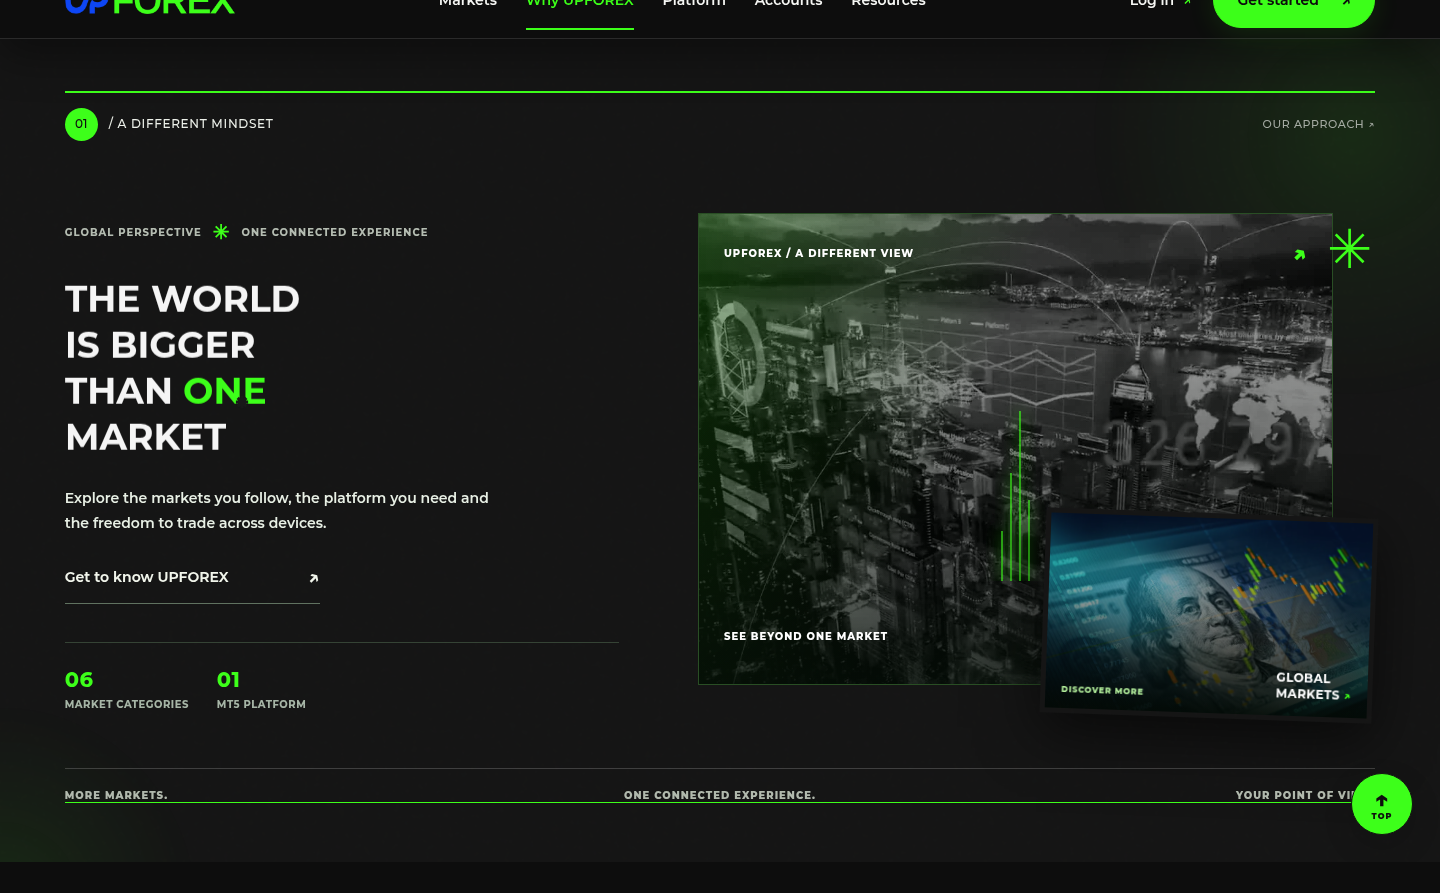 UPFOREX
Markets
Why UPFOREX
Platform
Accounts
Resources
Log in
Get started
01 / A DIFFERENT MINDSET
OUR APPROACH
GLOBAL PERSPECTIVE
ONE CONNECTED EXPERIENCE
THE WORLD
IS BIGGER
THAN ONE
MARKET
Explore the markets you follow, the platform you need and
the freedom to trade across devices.
Get to know UPFOREX
06
MARKET CATEGORIES
01
MT5 PLATFORM
UPFOREX / A DIFFERENT VIEW
326 797
SEE BEYOND ONE MARKET
DISCOVER MORE
GLOBAL
MARKETS
MORE MARKETS.
ONE CONNECTED EXPERIENCE.
YOUR POINT OF
TOP